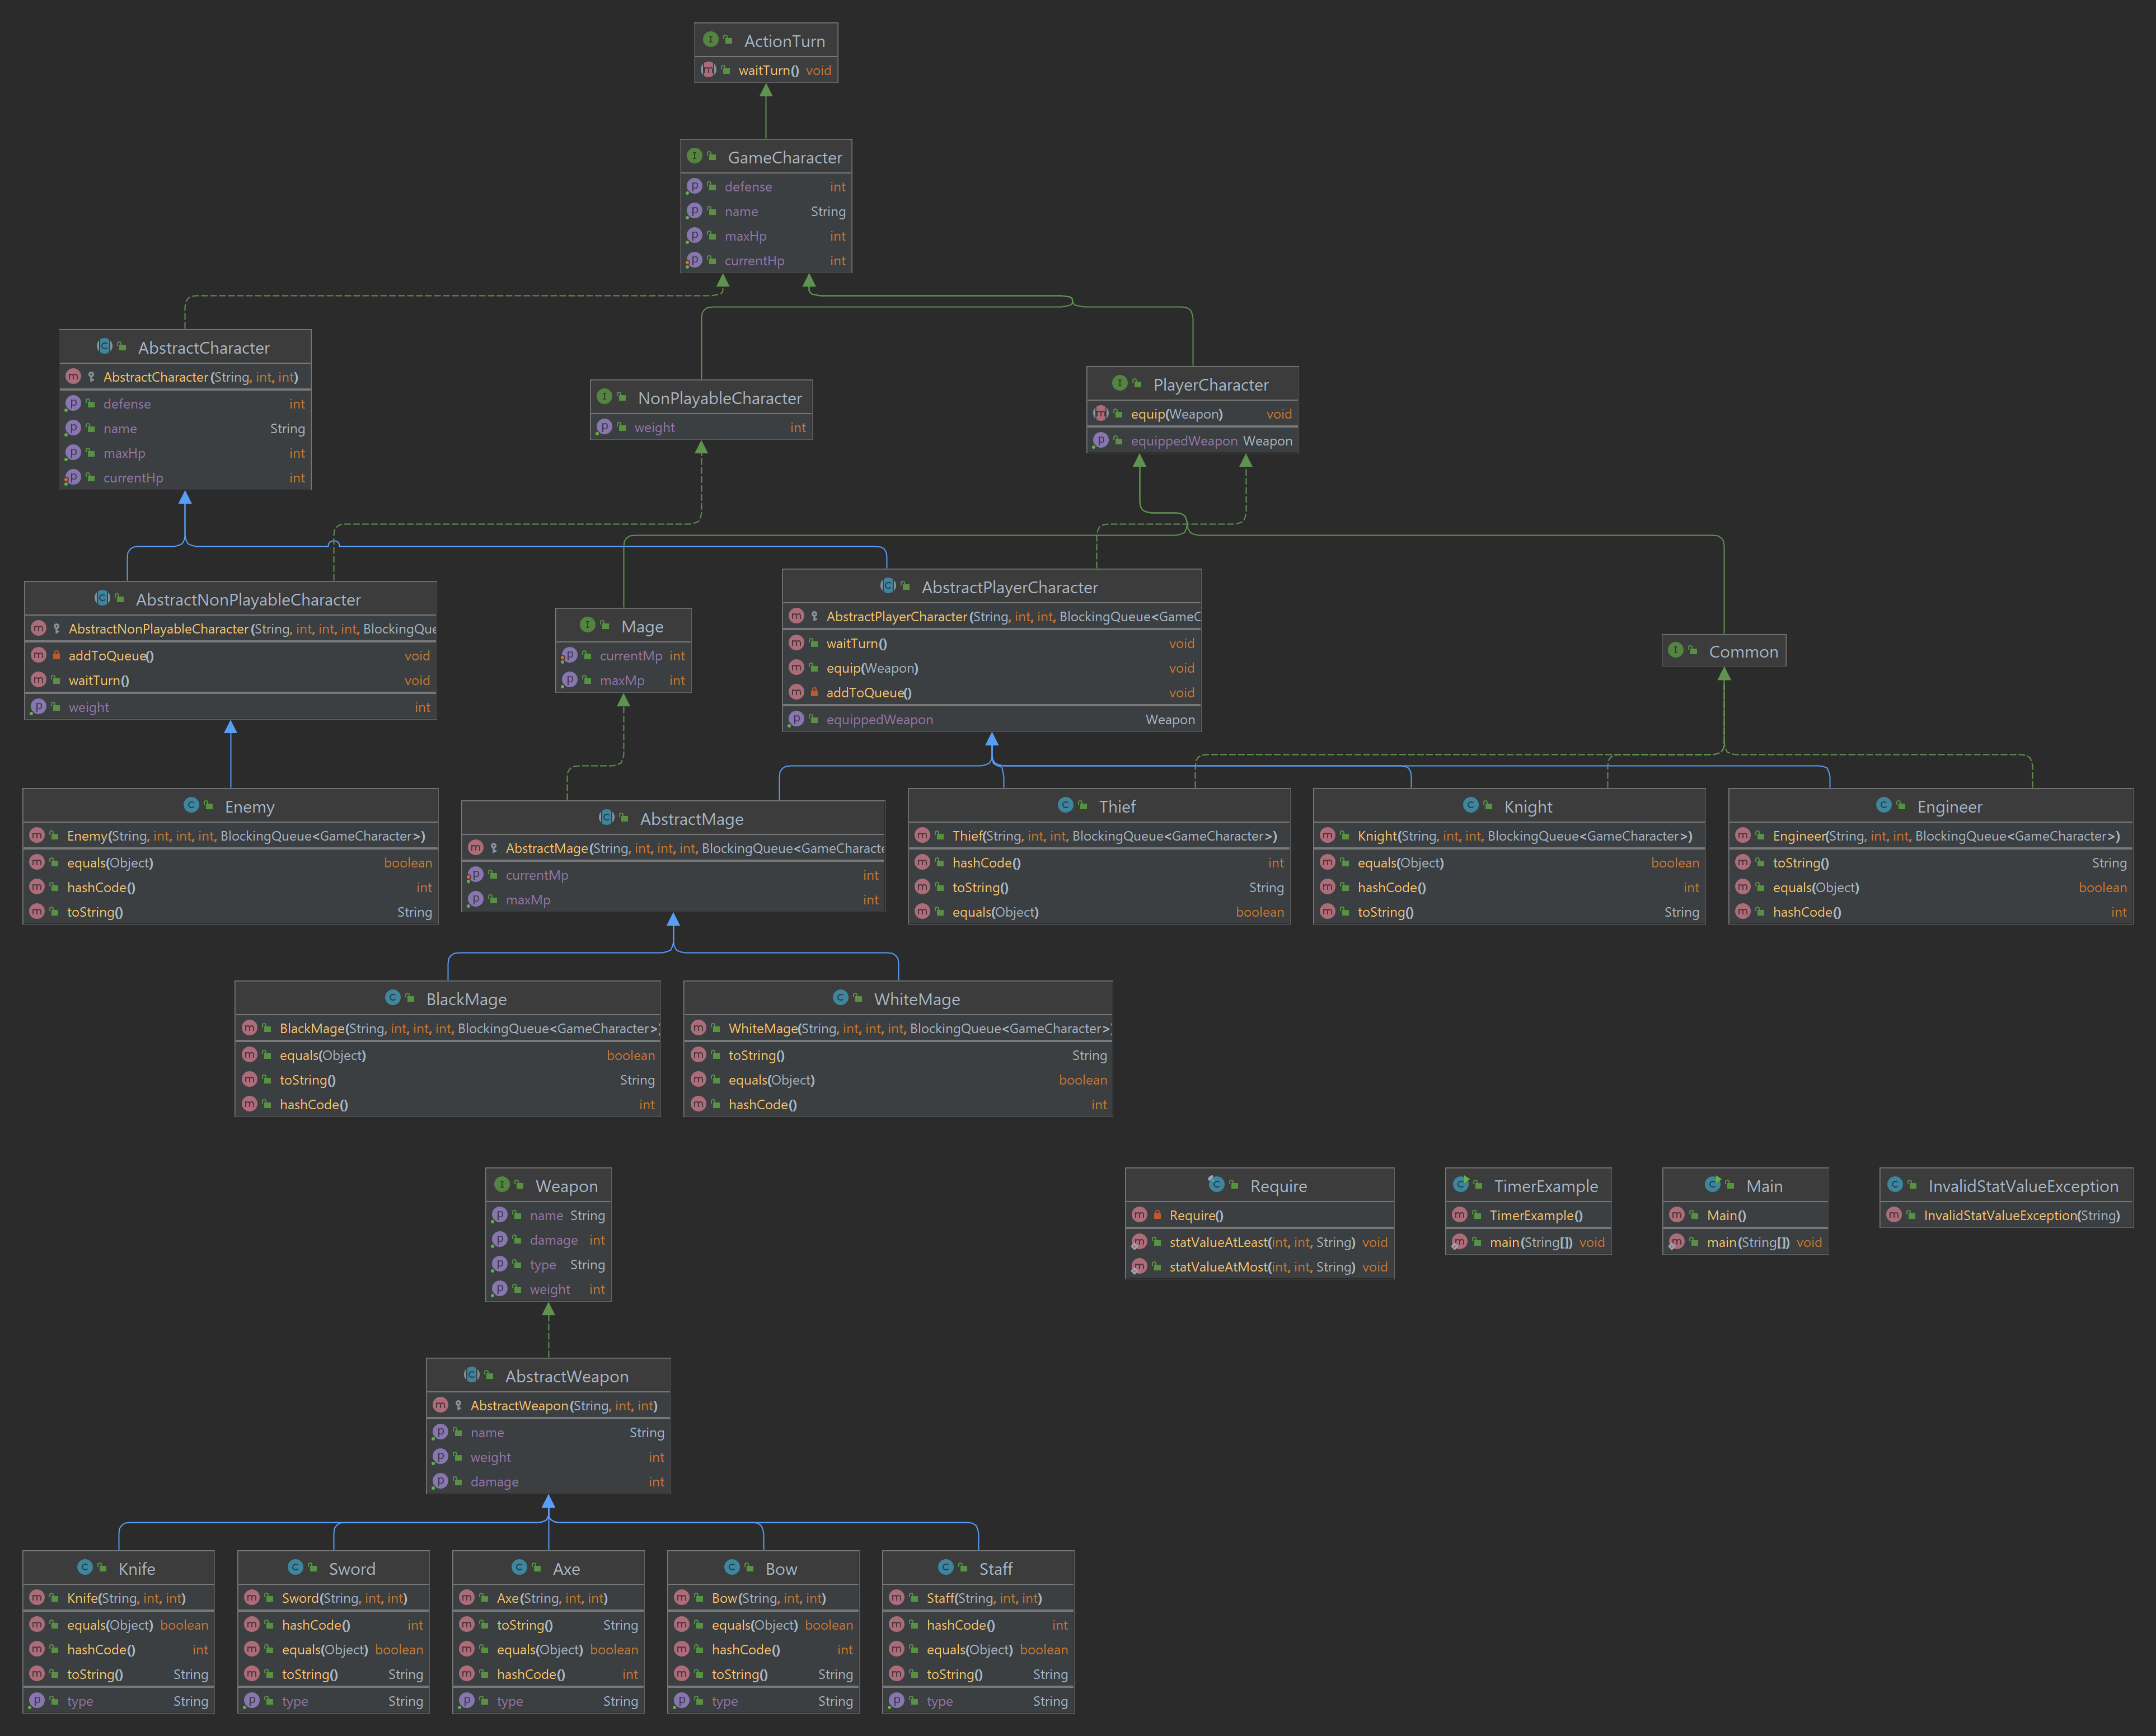 ActionTurn
waitTurn() void
GameCharacter
defense int
name String
maxHp int
currentHp int
AbstractCharacter
AbstractCharacter(String, int, int)
defense int
name String
maxHp int
currentHp int
NonPlayableCharacter
weight int
PlayerCharacter
equip(Weapon) void
equippedWeapon Weapon
AbstractNonPlayableCharacter
AbstractNonPlayableCharacter(String, int, int, int, BlockingQue
addToQueue() void
waitTurn() void
weight int
Mage
currentMp int
maxMp int
AbstractPlayerCharacter
AbstractPlayerCharacter(String, int, int, BlockingQueue<GameC
waitTurn() void
equip(Weapon) void
addToQueue() void
equippedWeapon Weapon
Common
Enemy
Enemy(String, int, int, int, BlockingQueue<GameCharacter>)
equals(Object) boolean
hashCode() int
toString() String
AbstractMage
AbstractMage(String, int, int, int, BlockingQueue<GameCharacte
currentMp int
maxMp int
Thief
Thief(String, int, int, BlockingQueue<GameCharacter>)
hashCode() int
toString() String
equals(Object) boolean
Knight
Knight(String, int, int, BlockingQueue<GameCharacter>)
equals(Object) boolean
hashCode() int
toString() String
Engineer
Engineer(String, int, int, BlockingQueue<GameCharacter>)
toString() String
equals(Object) boolean
hashCode() int
BlackMage
BlackMage(String, int, int, int, BlockingQueue<GameCharacter>)
equals(Object) boolean
toString() String
hashCode() int
WhiteMage
WhiteMage(String, int, int, int, BlockingQueue<GameCharacter>)
toString() String
equals(Object) boolean
hashCode() int
Weapon
name String
damage int
type String
weight int
Require
Require()
statValueAtLeast(int, int, String) void
statValueAtMost(int, int, String) void
TimerExample
TimerExample()
main(String[]) void
Main
Main()
main(String[]) void
InvalidStatValueException
InvalidStatValueException(String)
AbstractWeapon
AbstractWeapon(String, int, int)
name String
weight int
damage int
Knife
Knife(String, int, int)
equals(Object) boolean
hashCode() int
toString() String
type String
Sword
Sword(String, int, int)
hashCode() int
equals(Object) boolean
toString() String
type String
Axe
Axe(String, int, int)
toString() String
equals(Object) boolean
hashCode() int
type String
Bow
Bow(String, int, int)
equals(Object) boolean
hashCode() int
toString() String
type String
Staff
Staff(String, int, int)
hashCode() int
equals(Object) boolean
toString() String
type String